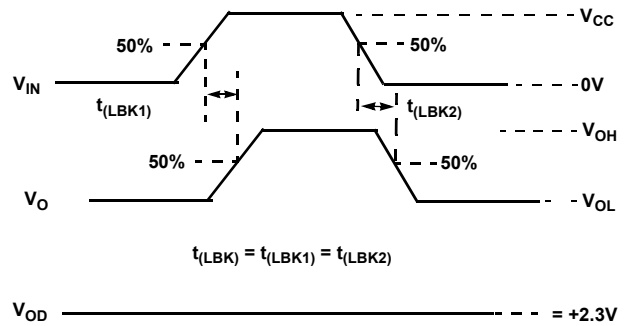 V_CC
50% 50%
V_IN 0V
t_(LBK1) t_(LBK2)
V_OH
50% 50%
V_O V_OL
t_(LBK) = t_(LBK1) = t_(LBK2)
V_OD = +2.3V